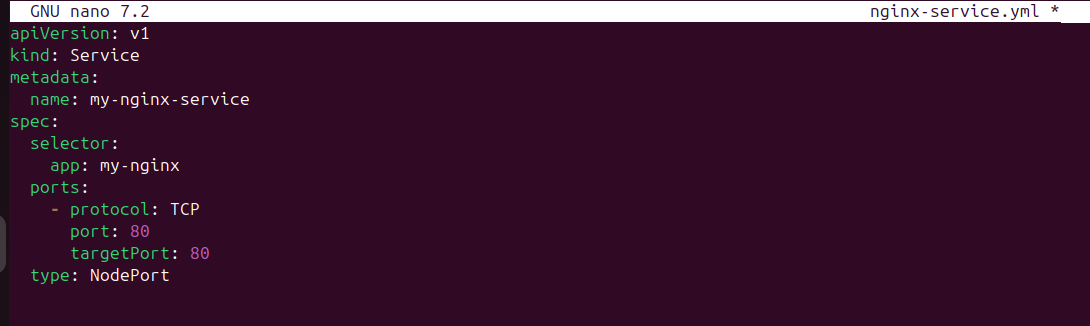 GNU nano 7.2 nginx-service.yml *
apiVersion: v1
kind: Service
metadata:
  name: my-nginx-service
spec:
  selector:
    app: my-nginx
  ports:
    - protocol: TCP
      port: 80
      targetPort: 80
  type: NodePort